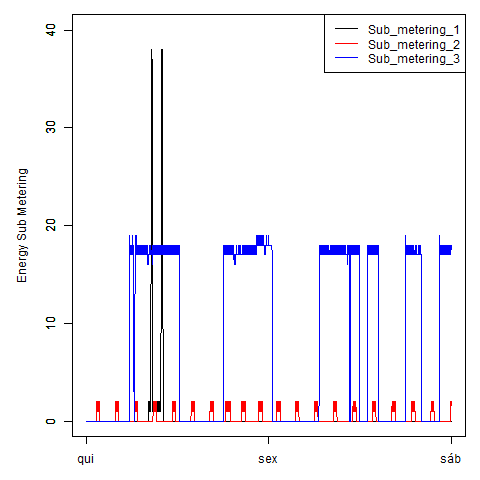 Sub_metering_1
Sub_metering_2
Sub_metering_3
Energy Sub Metering
40
30
20
10
0
qui sex sáb